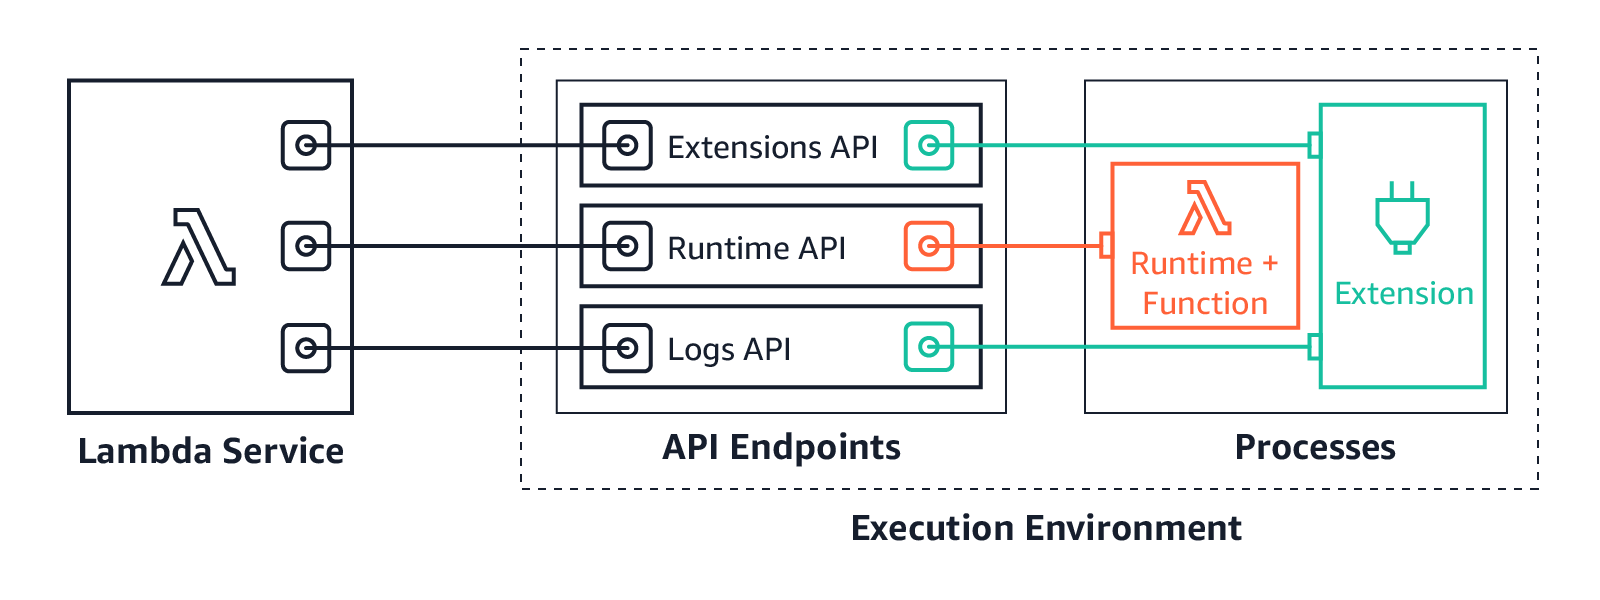 Extensions API
Runtime API
Logs API
Runtime +
Function
Extension
Lambda Service
API Endpoints
Processes
Execution Environment